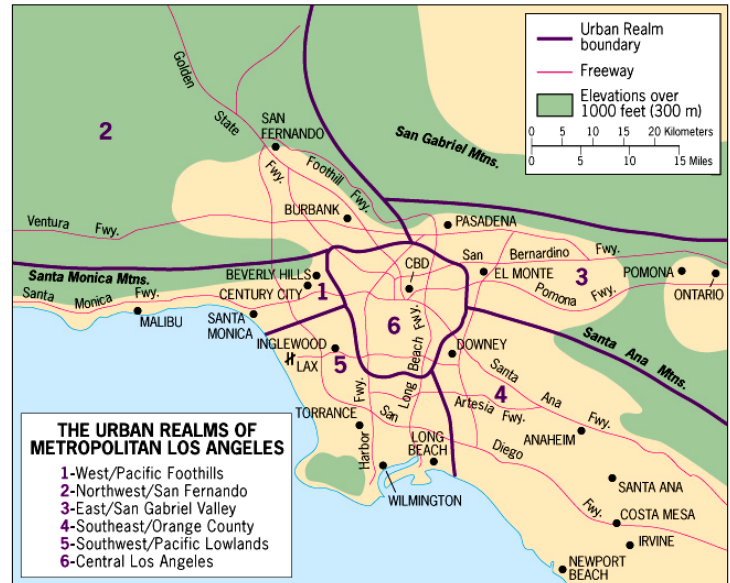 Urban Realm
boundary
Freeway
Elevations over
1000 feet (300 m)
0 5 10 15 20 Kilometers
0 5 10 15 Miles
Golden
State
Fwy.
2
SAN
FERNANDO
San Gabriel Mtns.
Foothill
Fwy.
BURBANK
PASADENA
Ventura Fwy.
San Bernardino Fwy.
CBD
EL MONTE
3
POMONA
ONTARIO
Pomona Fwy.
Santa Monica Mtns.
BEVERLY HILLS
CENTURY CITY
1
Santa Monica Fwy.
MALIBU
SANTA
MONICA
6
Long Beach Fwy.
Santa Ana Mtns.
INGLEWOOD
LAX
5
DOWNEY
Santa Ana Fwy.
4
Artesia Fwy.
TORRANCE
Harbor Fwy.
San Diego Fwy.
ANAHEIM
LONG
BEACH
WILMINGTON
SANTA ANA
COSTA MESA
IRVINE
NEWPORT
BEACH
THE URBAN REALMS OF
METROPOLITAN LOS ANGELES
1-West/Pacific Foothills
2-Northwest/San Fernando
3-East/San Gabriel Valley
4-Southeast/Orange County
5-Southwest/Pacific Lowlands
6-Central Los Angeles